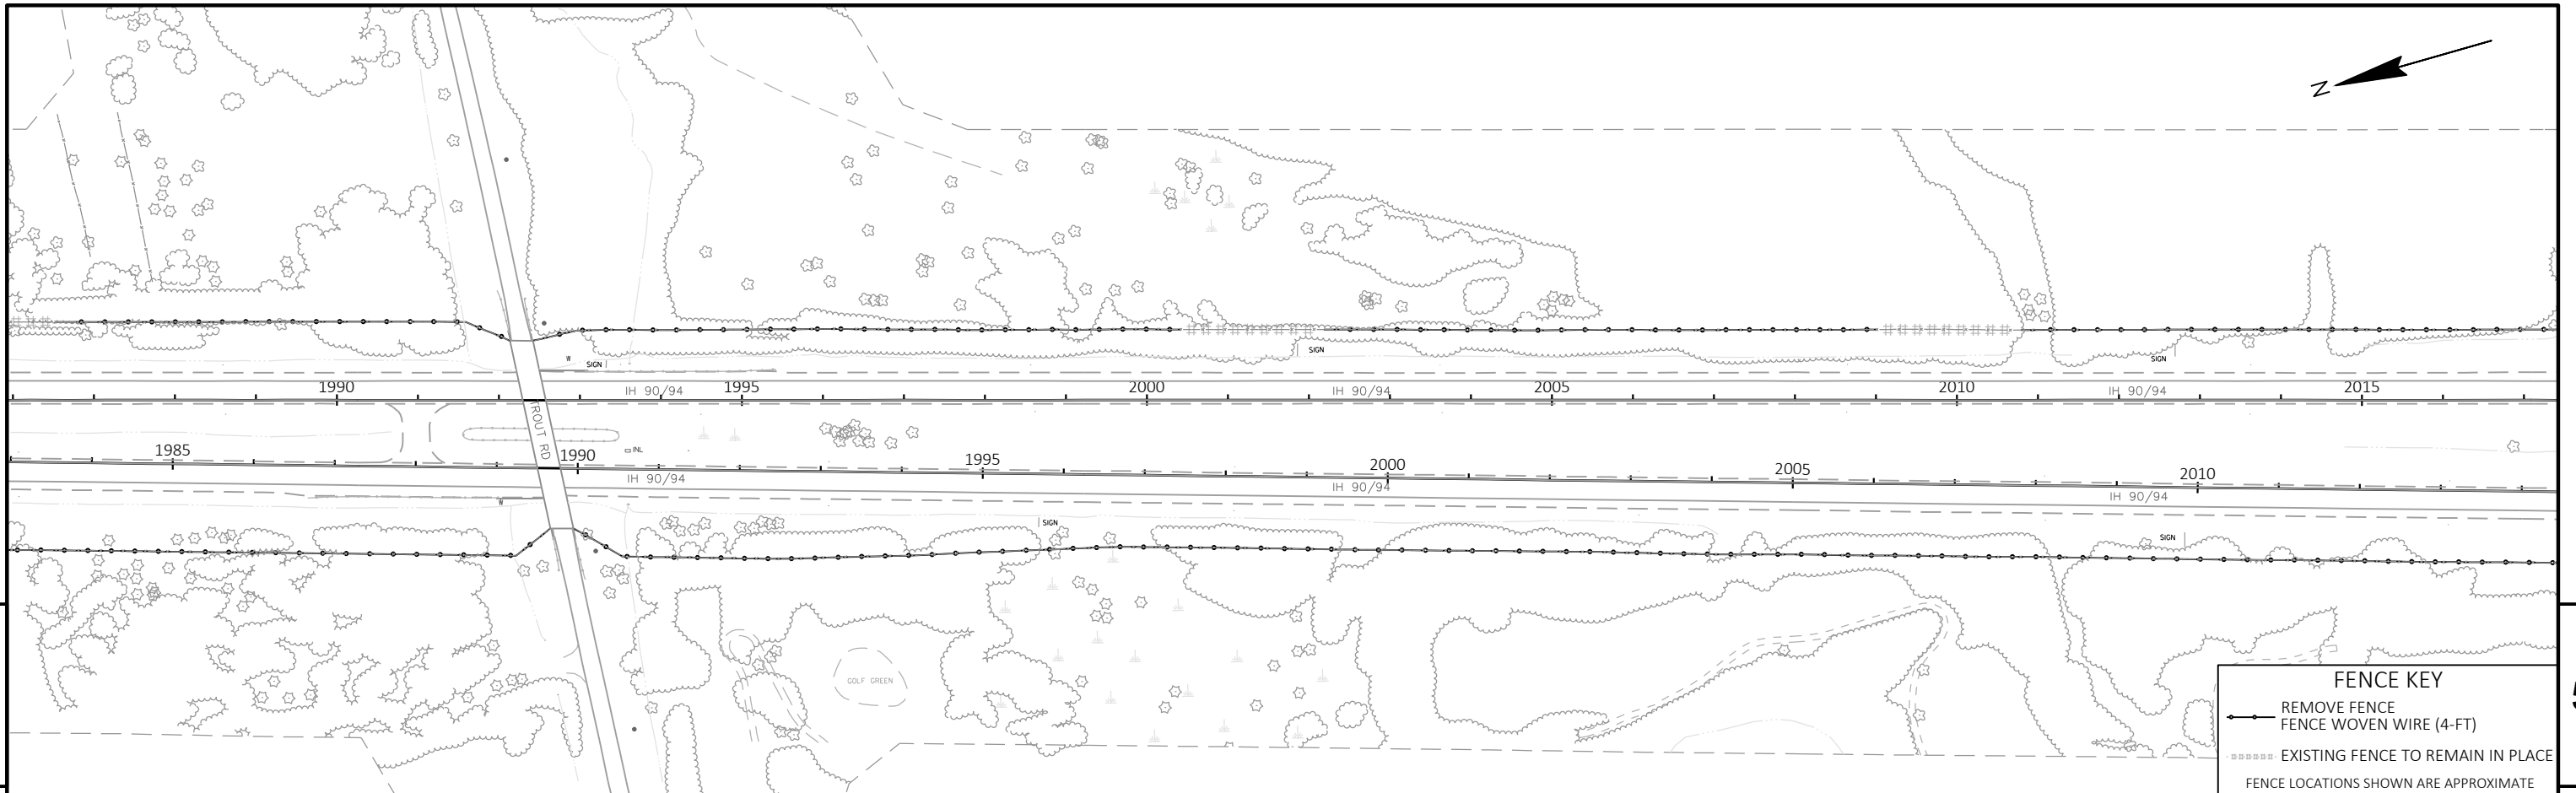 N
SIGN
SIGN
SIGN
W
1990
1995
2000
2005
2010
2015
IH 90/94
IH 90/94
IH 90/94
TROUT RD
INL
1985
1990
1995
2000
2005
2010
IH 90/94
IH 90/94
IH 90/94
W
SIGN
SIGN
GOLF GREEN
FENCE KEY
REMOVE FENCE
FENCE WOVEN WIRE (4-FT)
EXISTING FENCE TO REMAIN IN PLACE
FENCE LOCATIONS SHOWN ARE APPROXIMATE